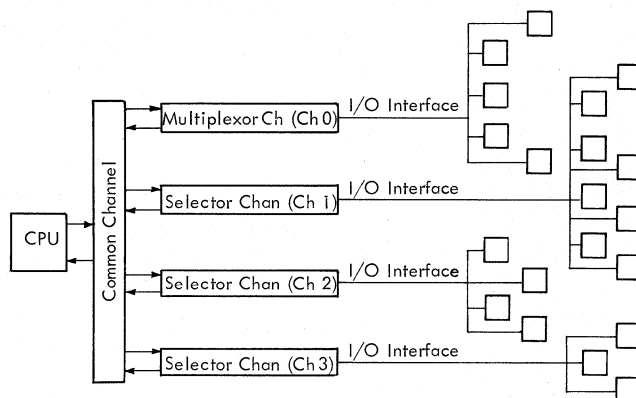 I/O Interface
Multiplexor Ch (Ch 0)
I/O Interface
Selector Chan (Ch 1)
CPU
Common Channel
I/O Interface
Selector Chan (Ch 2)
I/O Interface
Selector Chan (Ch 3)